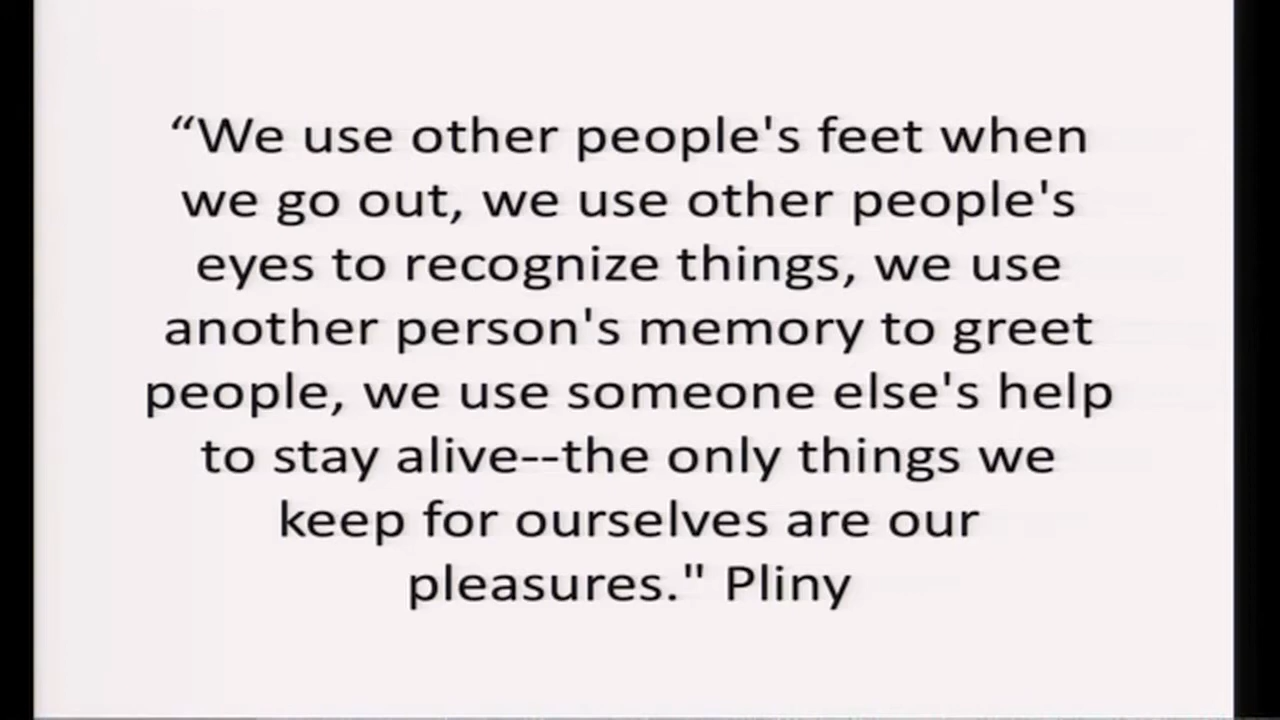 “We use other people's feet when
we go out, we use other people's
eyes to recognize things, we use
another person's memory to greet
people, we use someone else's help
to stay alive--the only things we
keep for ourselves are our
pleasures." Pliny